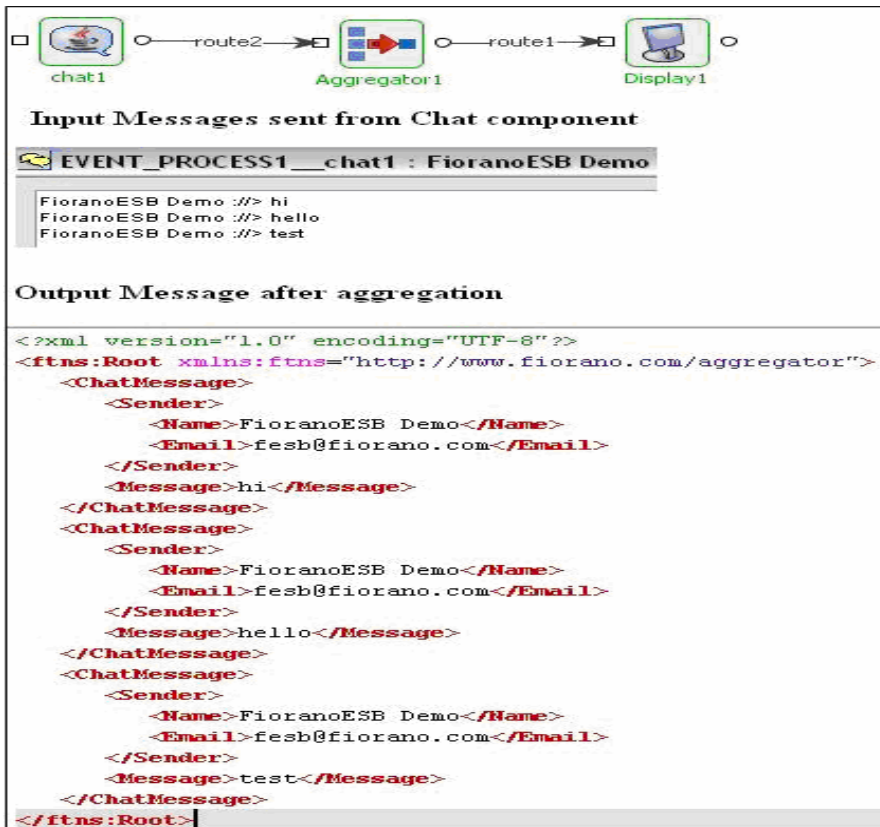 route2 route1
chat1 Aggregator1 Display1
Input Messages sent from Chat component
EVENT_PROCESS1__chat1 : FioranoESB Demo
FioranoESB Demo ://> hi
FioranoESB Demo ://> hello
FioranoESB Demo ://> test
Output Message after aggregation
<?xml version="1.0" encoding="UTF-8"?>
<ftns:Root xmlns:ftns="http://www.fiorano.com/aggregator">
<ChatMessage>
<Sender>
<Name>FioranoESB Demo</Name>
<Email>fesb@fiorano.com</Email>
</Sender>
<Message>hi</Message>
</ChatMessage>
<ChatMessage>
<Sender>
<Name>FioranoESB Demo</Name>
<Email>fesb@fiorano.com</Email>
</Sender>
<Message>hello</Message>
</ChatMessage>
<ChatMessage>
<Sender>
<Name>FioranoESB Demo</Name>
<Email>fesb@fiorano.com</Email>
</Sender>
<Message>test</Message>
</ChatMessage>
</ftns:Root>